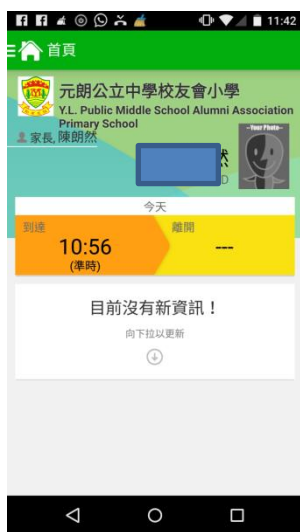 11:42
首頁
元朗公立中學校友會小學
Y.L. Public Middle School Alumni Association
Primary School
家長, 陳朗然
然
D
--Your Photo--
今天
到達
離開
10:56
---
(準時)
目前沒有新資訊！
向下拉以更新